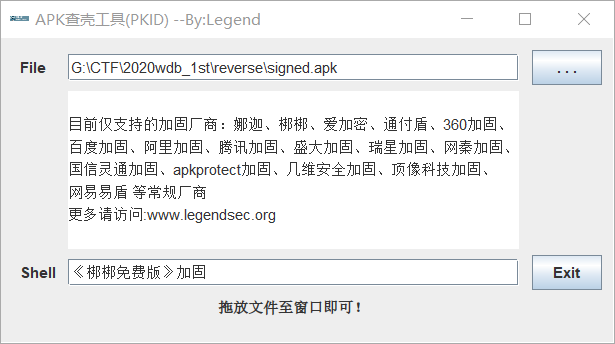 APK查壳工具(PKID) --By:Legend
File
G:\CTF\2020wdb_1st\reverse\signed.apk
...
目前仅支持的加固厂商：娜迦、梆梆、爱加密、通付盾、360加固、
百度加固、阿里加固、腾讯加固、盛大加固、瑞星加固、网秦加固、
国信灵通加固、apkprotect加固、几维安全加固、顶像科技加固、
网易易盾 等常规厂商
更多请访问:www.legendsec.org
Shell
《梆梆免费版》加固
Exit
拖放文件至窗口即可！